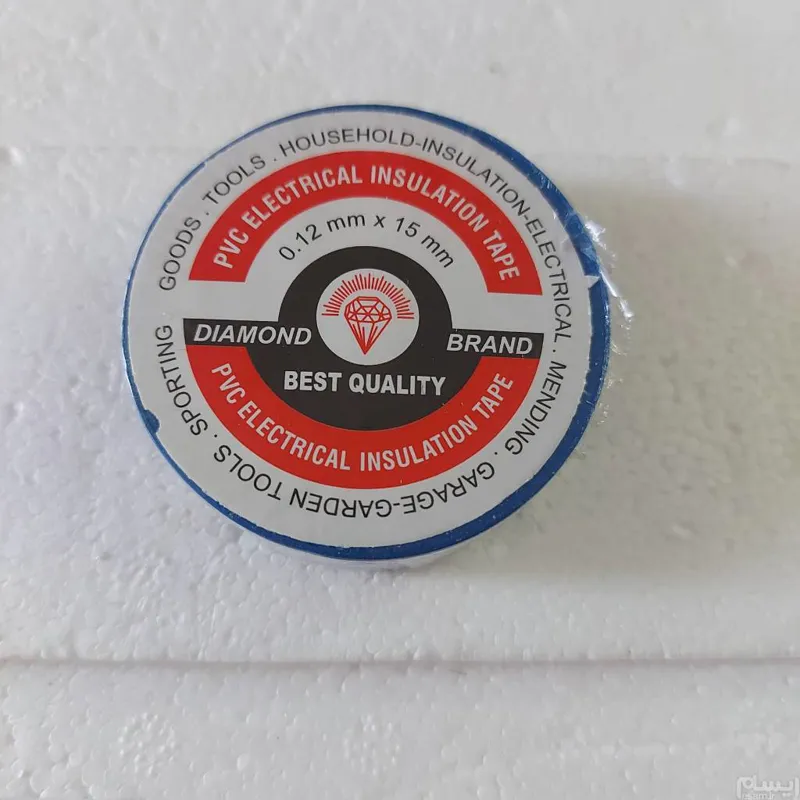 GOODS . TOOLS . HOUSEHOLD-INSULATION-ELECTRICAL . MENDING . GARAGE-GARDEN TOOLS . SPORTING
PVC ELECTRICAL INSULATION TAPE
0.12 mm x 15 mm
DIAMOND BRAND
BEST QUALITY
PVC ELECTRICAL INSULATION TAPE
ایسام